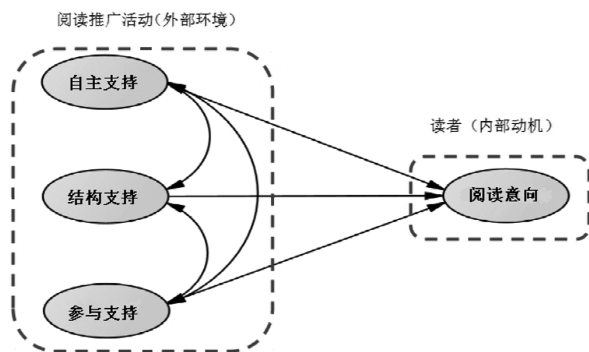 阅读推广活动（外部环境）
自主支持
读者（内部动机）
结构支持
阅读意向
参与支持